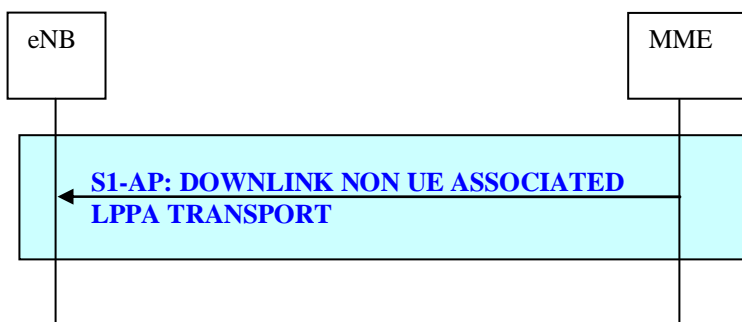 eNB
MME
S1-AP: DOWNLINK NON UE ASSOCIATED
LPPA TRANSPORT